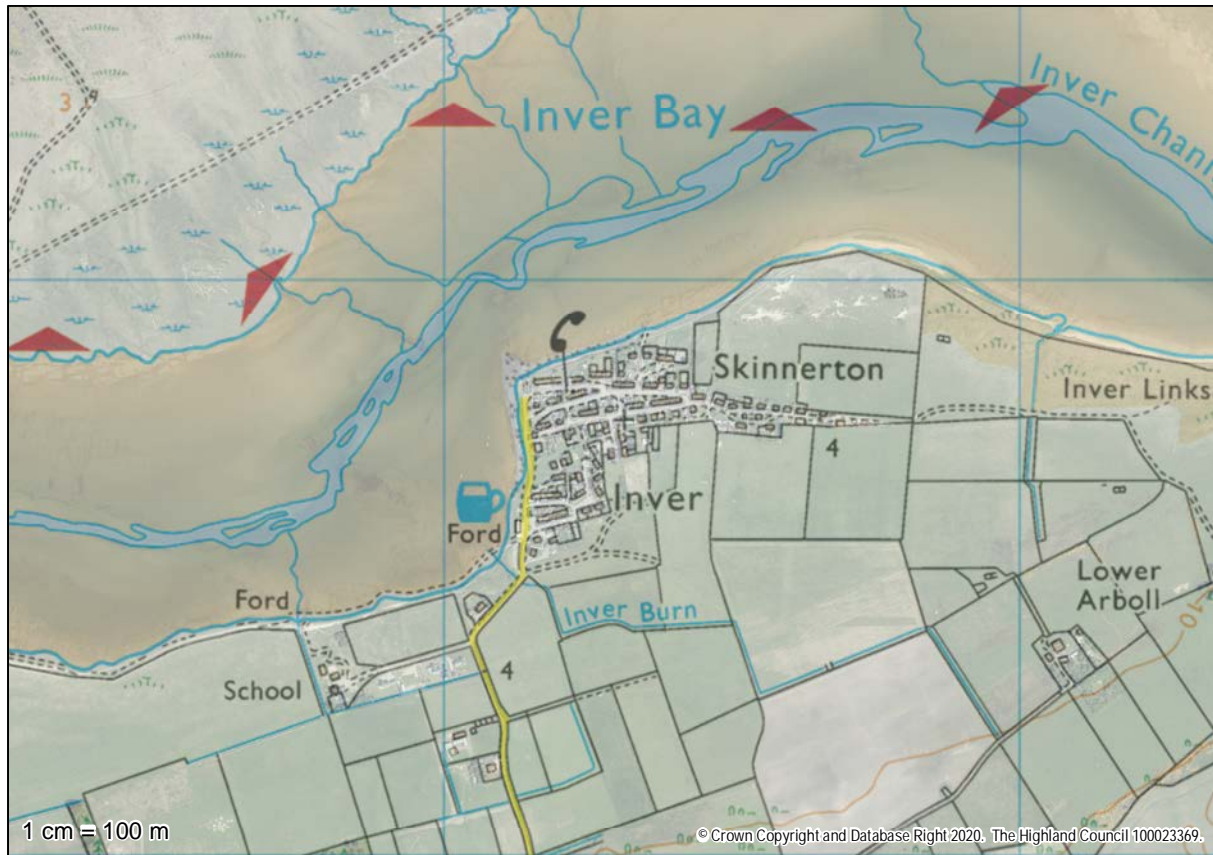 3
Inver Bay
Inver Chann
Skinnerton
Inver Links
4
Inver
Ford
Ford
Inver Burn
Lower
Arboll
10
School
4
1 cm = 100 m
© Crown Copyright and Database Right 2020. The Highland Council 100023369.